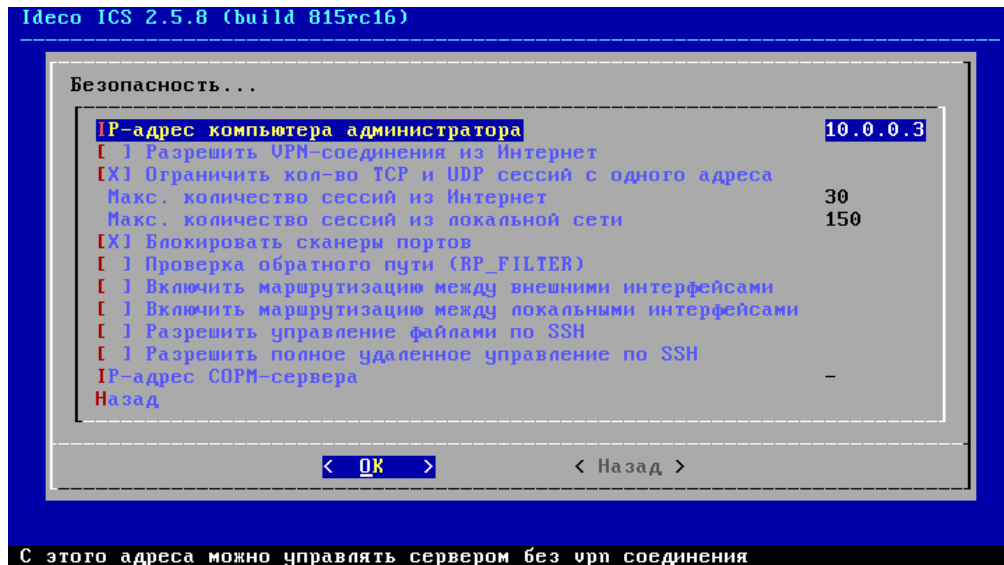 Ideco ICS 2.5.8 (build 815rc16)
Безопасность...
IP-адрес компьютера администратора 10.0.0.3
[ ] Разрешить VPN-соединения из Интернет
[X] Ограничить кол-во TCP и UDP сессий с одного адреса
Макс. количество сессий из Интернет 30
Макс. количество сессий из локальной сети 150
[X] Блокировать сканеры портов
[ ] Проверка обратного пути (RP_FILTER)
[ ] Включить маршрутизацию между внешними интерфейсами
[ ] Включить маршрутизацию между локальными интерфейсами
[ ] Разрешить управление файлами по SSH
[ ] Разрешить полное удаленное управление по SSH
IP-адрес СОРМ-сервера -
Назад
< OK > < Назад >
С этого адреса можно управлять сервером без vpn соединения